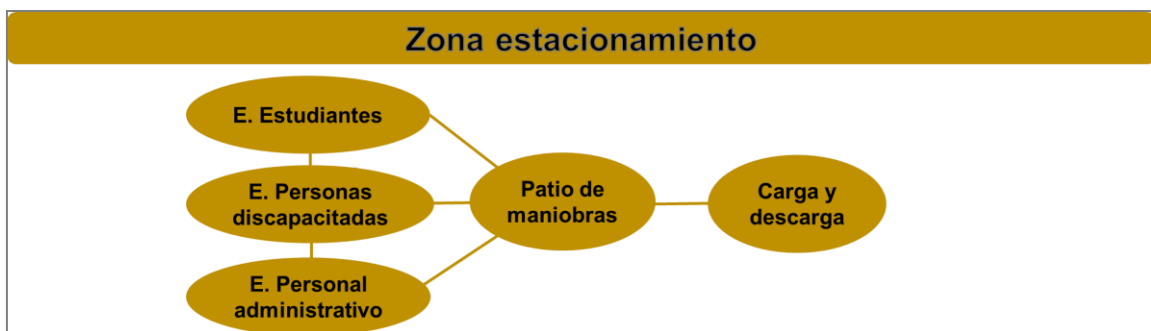 Zona estacionamiento
E. Estudiantes
E. Personas
discapacitadas
E. Personal
administrativo
Patio de
maniobras
Carga y
descarga